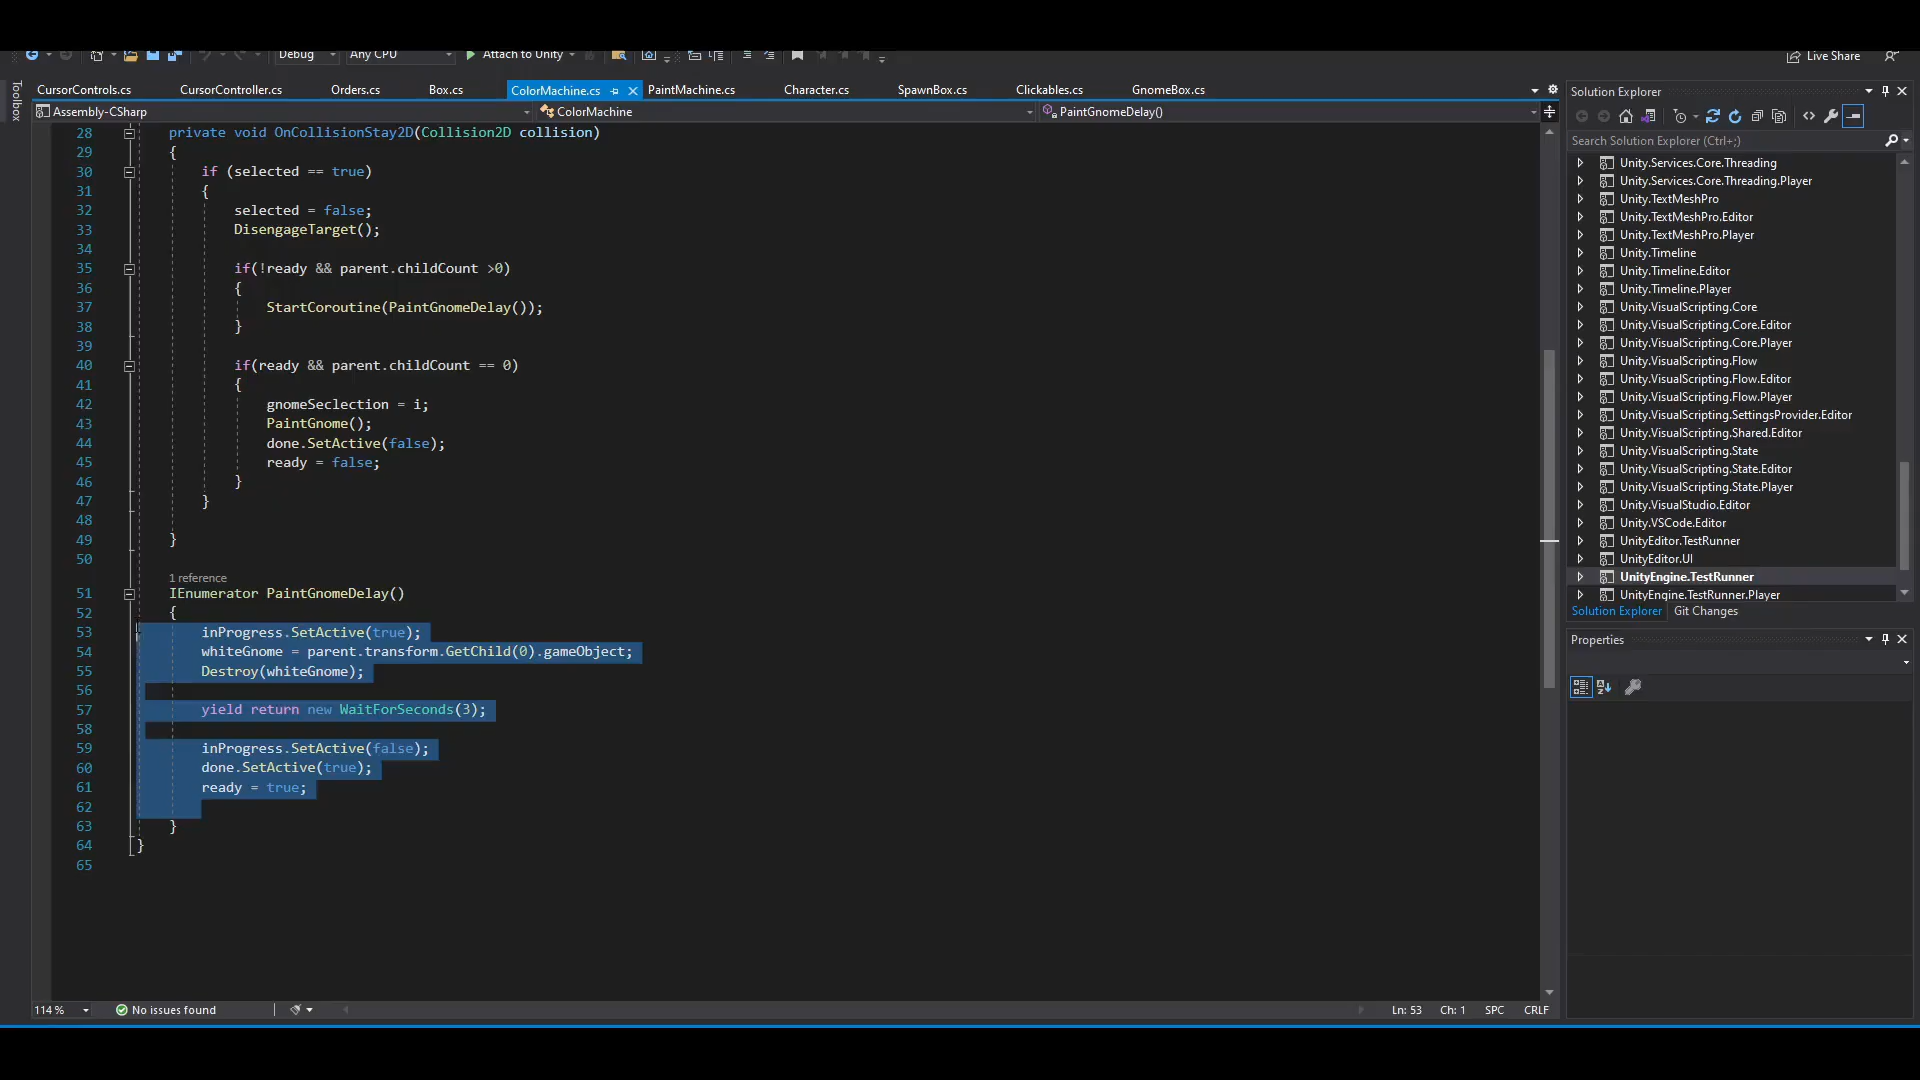 Debug Any CPU Attach to Unity Live Share
Toolbox
CursorControls.cs CursorController.cs Orders.cs Box.cs ColorMachine.cs PaintMachine.cs Character.cs SpawnBox.cs Clickables.cs GnomeBox.cs
Assembly-CSharp ColorMachine PaintGnomeDelay()
28 private void OnCollisionStay2D(Collision2D collision)
29 {
30 if (selected == true)
31 {
32 selected = false;
33 DisengageTarget();
34
35 if(!ready && parent.childCount >0)
36 {
37 StartCoroutine(PaintGnomeDelay());
38 }
39
40 if(ready && parent.childCount == 0)
41 {
42 gnomeSeclection = i;
43 PaintGnome();
44 done.SetActive(false);
45 ready = false;
46 }
47 }
48
49 }
50
1 reference
51 IEnumerator PaintGnomeDelay()
52 {
53 inProgress.SetActive(true);
54 whiteGnome = parent.transform.GetChild(0).gameObject;
55 Destroy(whiteGnome);
56
57 yield return new WaitForSeconds(3);
58
59 inProgress.SetActive(false);
60 done.SetActive(true);
61 ready = true;
62
63 }
64 }
65
114 % No issues found Ln: 53 Ch: 1 SPC CRLF
Solution Explorer
Search Solution Explorer (Ctrl+;)
Unity.Services.Core.Threading
Unity.Services.Core.Threading.Player
Unity.TextMeshPro
Unity.TextMeshPro.Editor
Unity.TextMeshPro.Player
Unity.Timeline
Unity.Timeline.Editor
Unity.Timeline.Player
Unity.VisualScripting.Core
Unity.VisualScripting.Core.Editor
Unity.VisualScripting.Core.Player
Unity.VisualScripting.Flow
Unity.VisualScripting.Flow.Editor
Unity.VisualScripting.Flow.Player
Unity.VisualScripting.SettingsProvider.Editor
Unity.VisualScripting.Shared.Editor
Unity.VisualScripting.State
Unity.VisualScripting.State.Editor
Unity.VisualScripting.State.Player
Unity.VisualStudio.Editor
Unity.VSCode.Editor
UnityEditor.TestRunner
UnityEditor.UI
UnityEngine.TestRunner
UnityEngine.TestRunner.Player
Solution Explorer Git Changes
Properties